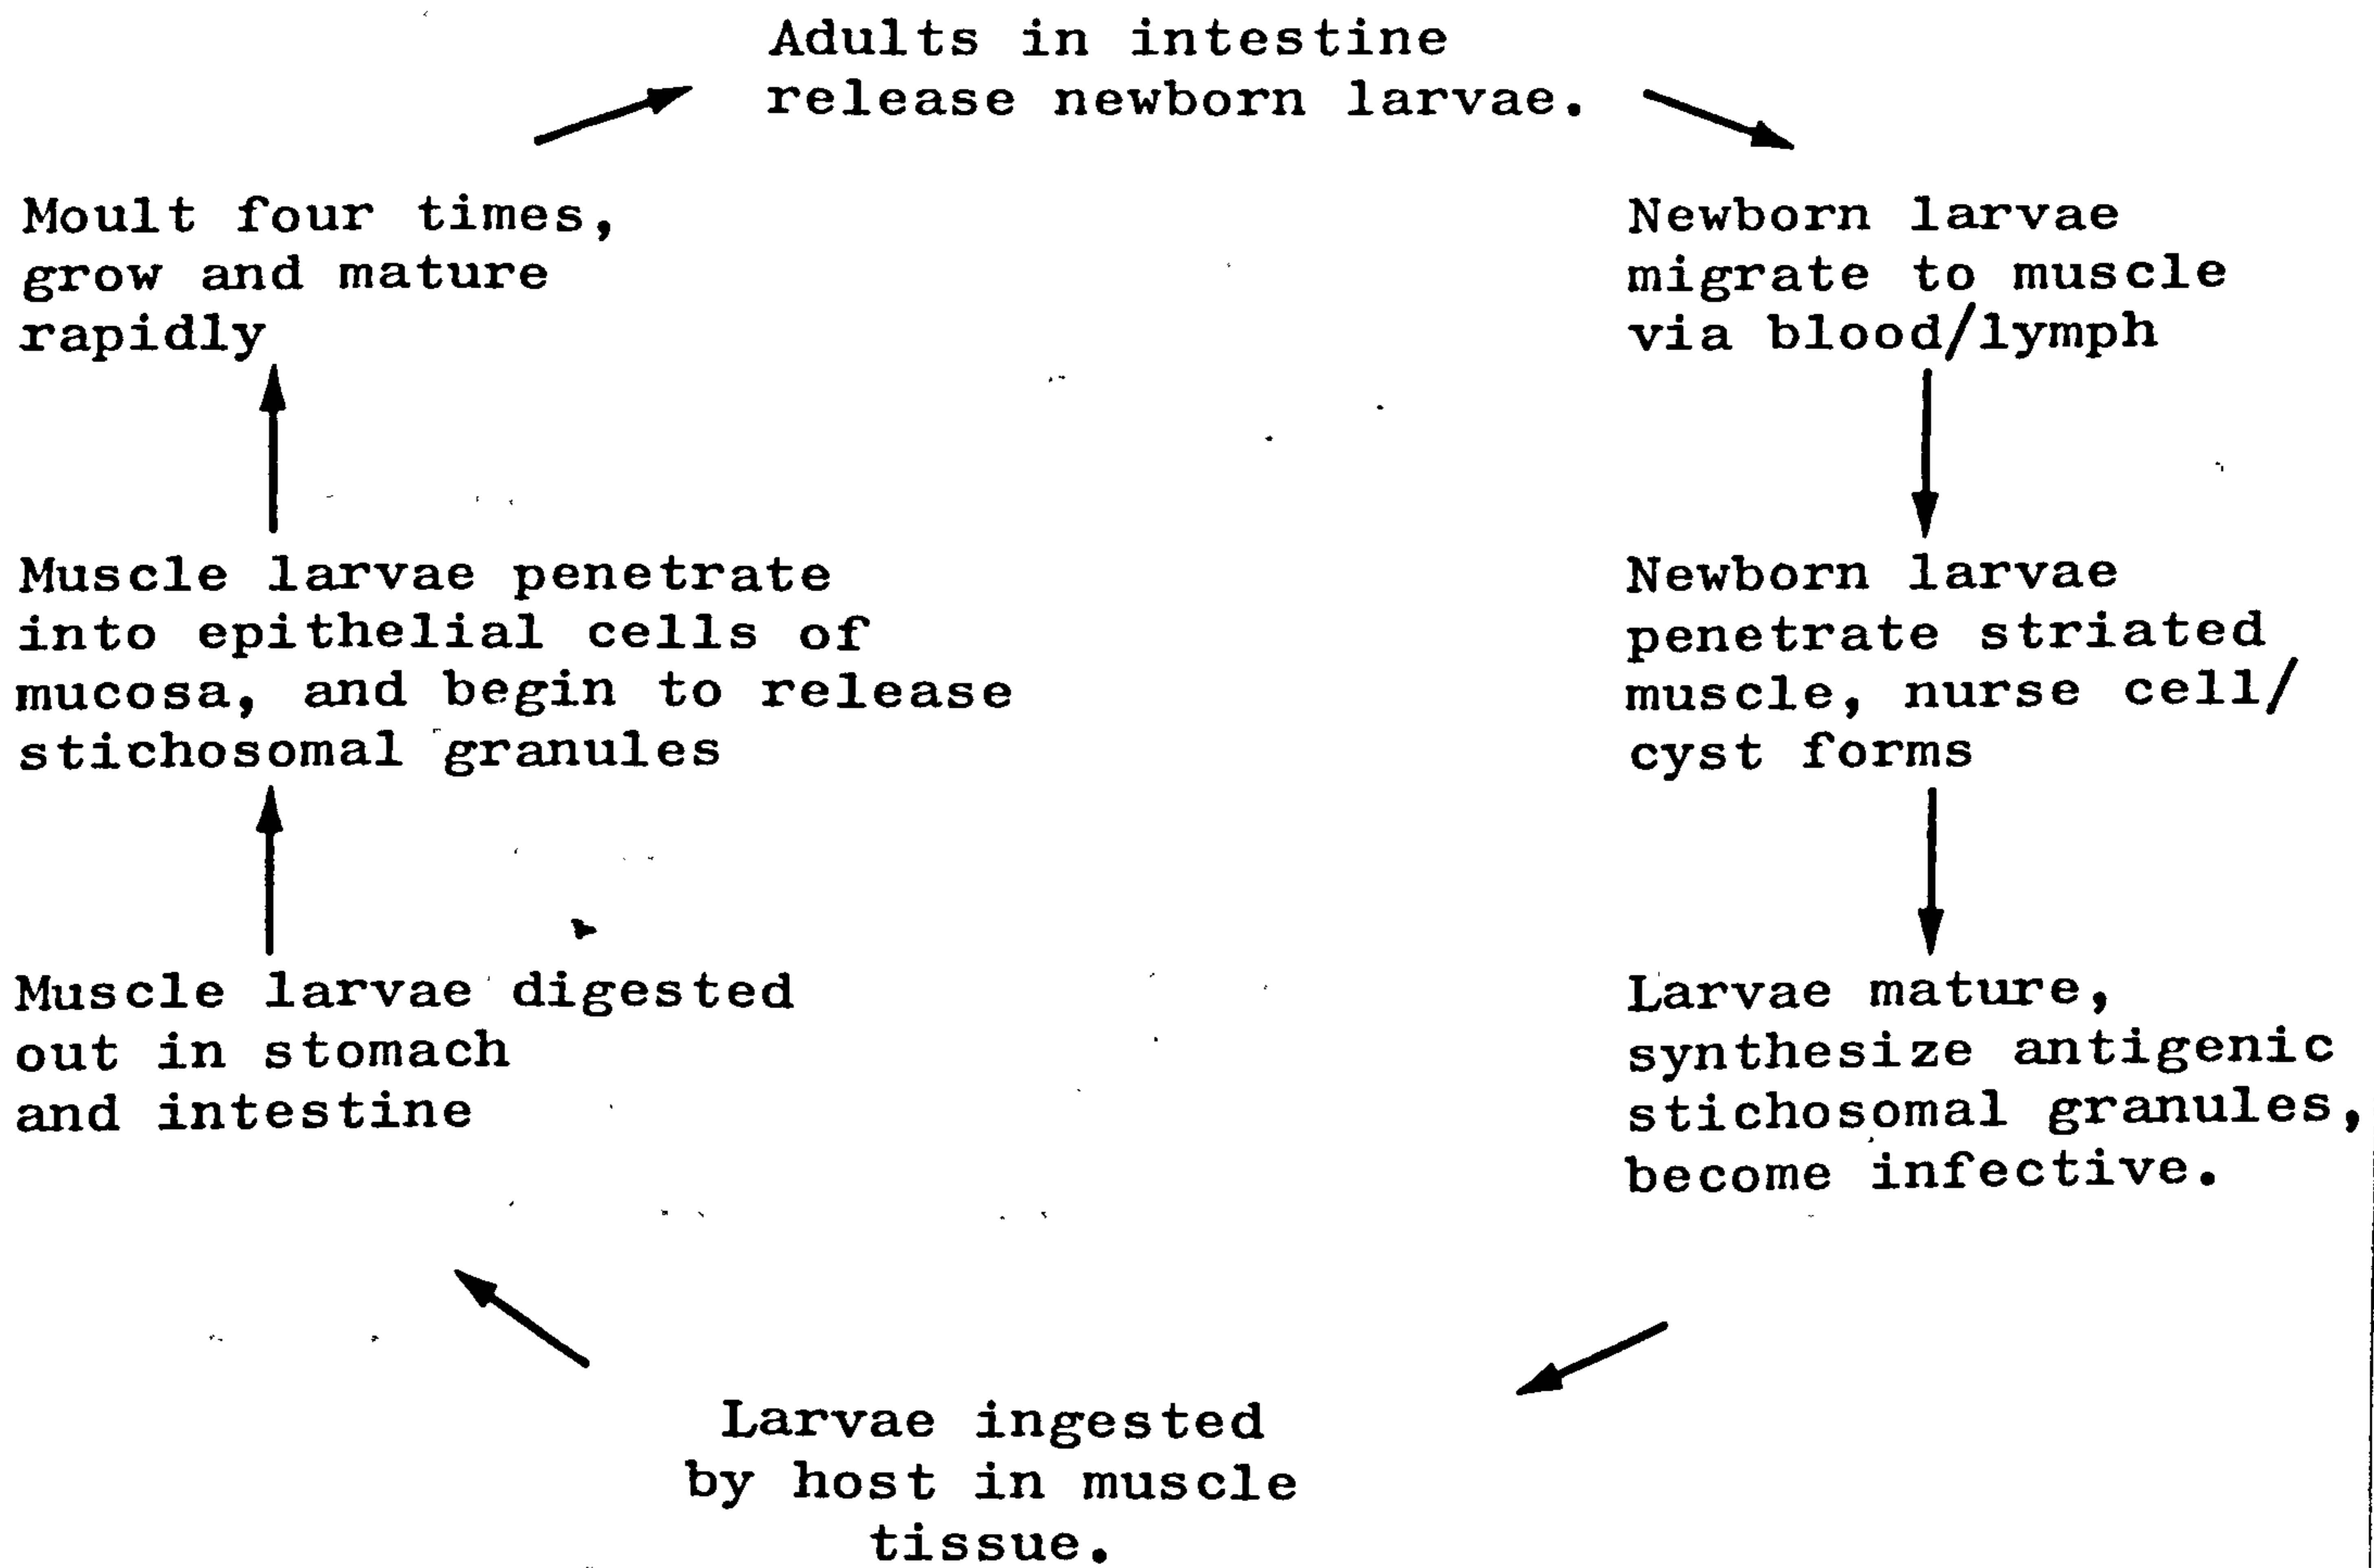 Adults in intestine
release newborn larvae.
Moult four times,
grow and mature
rapidly
Newborn larvae
migrate to muscle
via blood/lymph
Muscle larvae penetrate
into epithelial cells of
mucosa, and begin to release
stichosomal granules
Newborn larvae
penetrate striated
muscle, nurse cell/
cyst forms
Muscle larvae digested
out in stomach
and intestine
Larvae mature,
synthesize antigenic
stichosomal granules,
become infective.
Larvae ingested
by host in muscle
tissue.